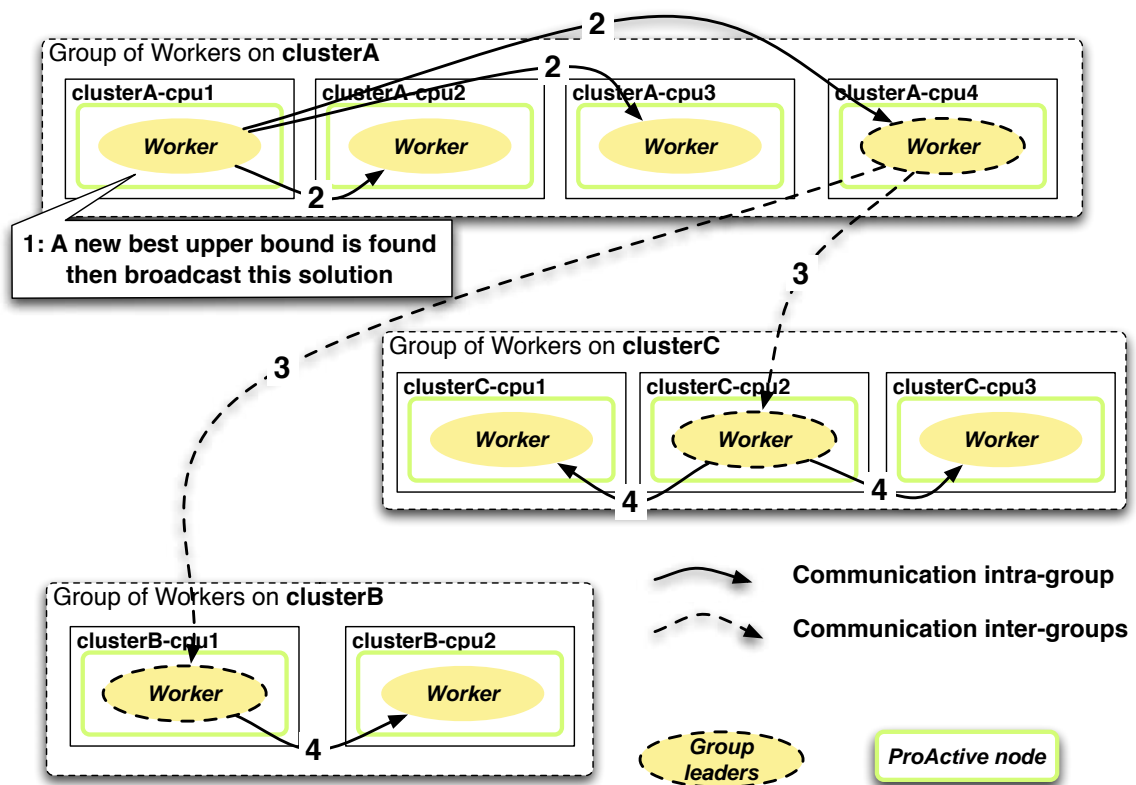 2
Group of Workers on clusterA
2
clusterA-cpu1
clusterA-cpu2
clusterA-cpu3
clusterA-cpu4
Worker
Worker
Worker
Worker
2
1: A new best upper bound is found
then broadcast this solution
3
3
Group of Workers on clusterC
clusterC-cpu1
clusterC-cpu2
clusterC-cpu3
Worker
Worker
Worker
4
4
Communication intra-group
Communication inter-groups
Group of Workers on clusterB
clusterB-cpu1
clusterB-cpu2
Worker
Worker
4
Group
leaders
ProActive node